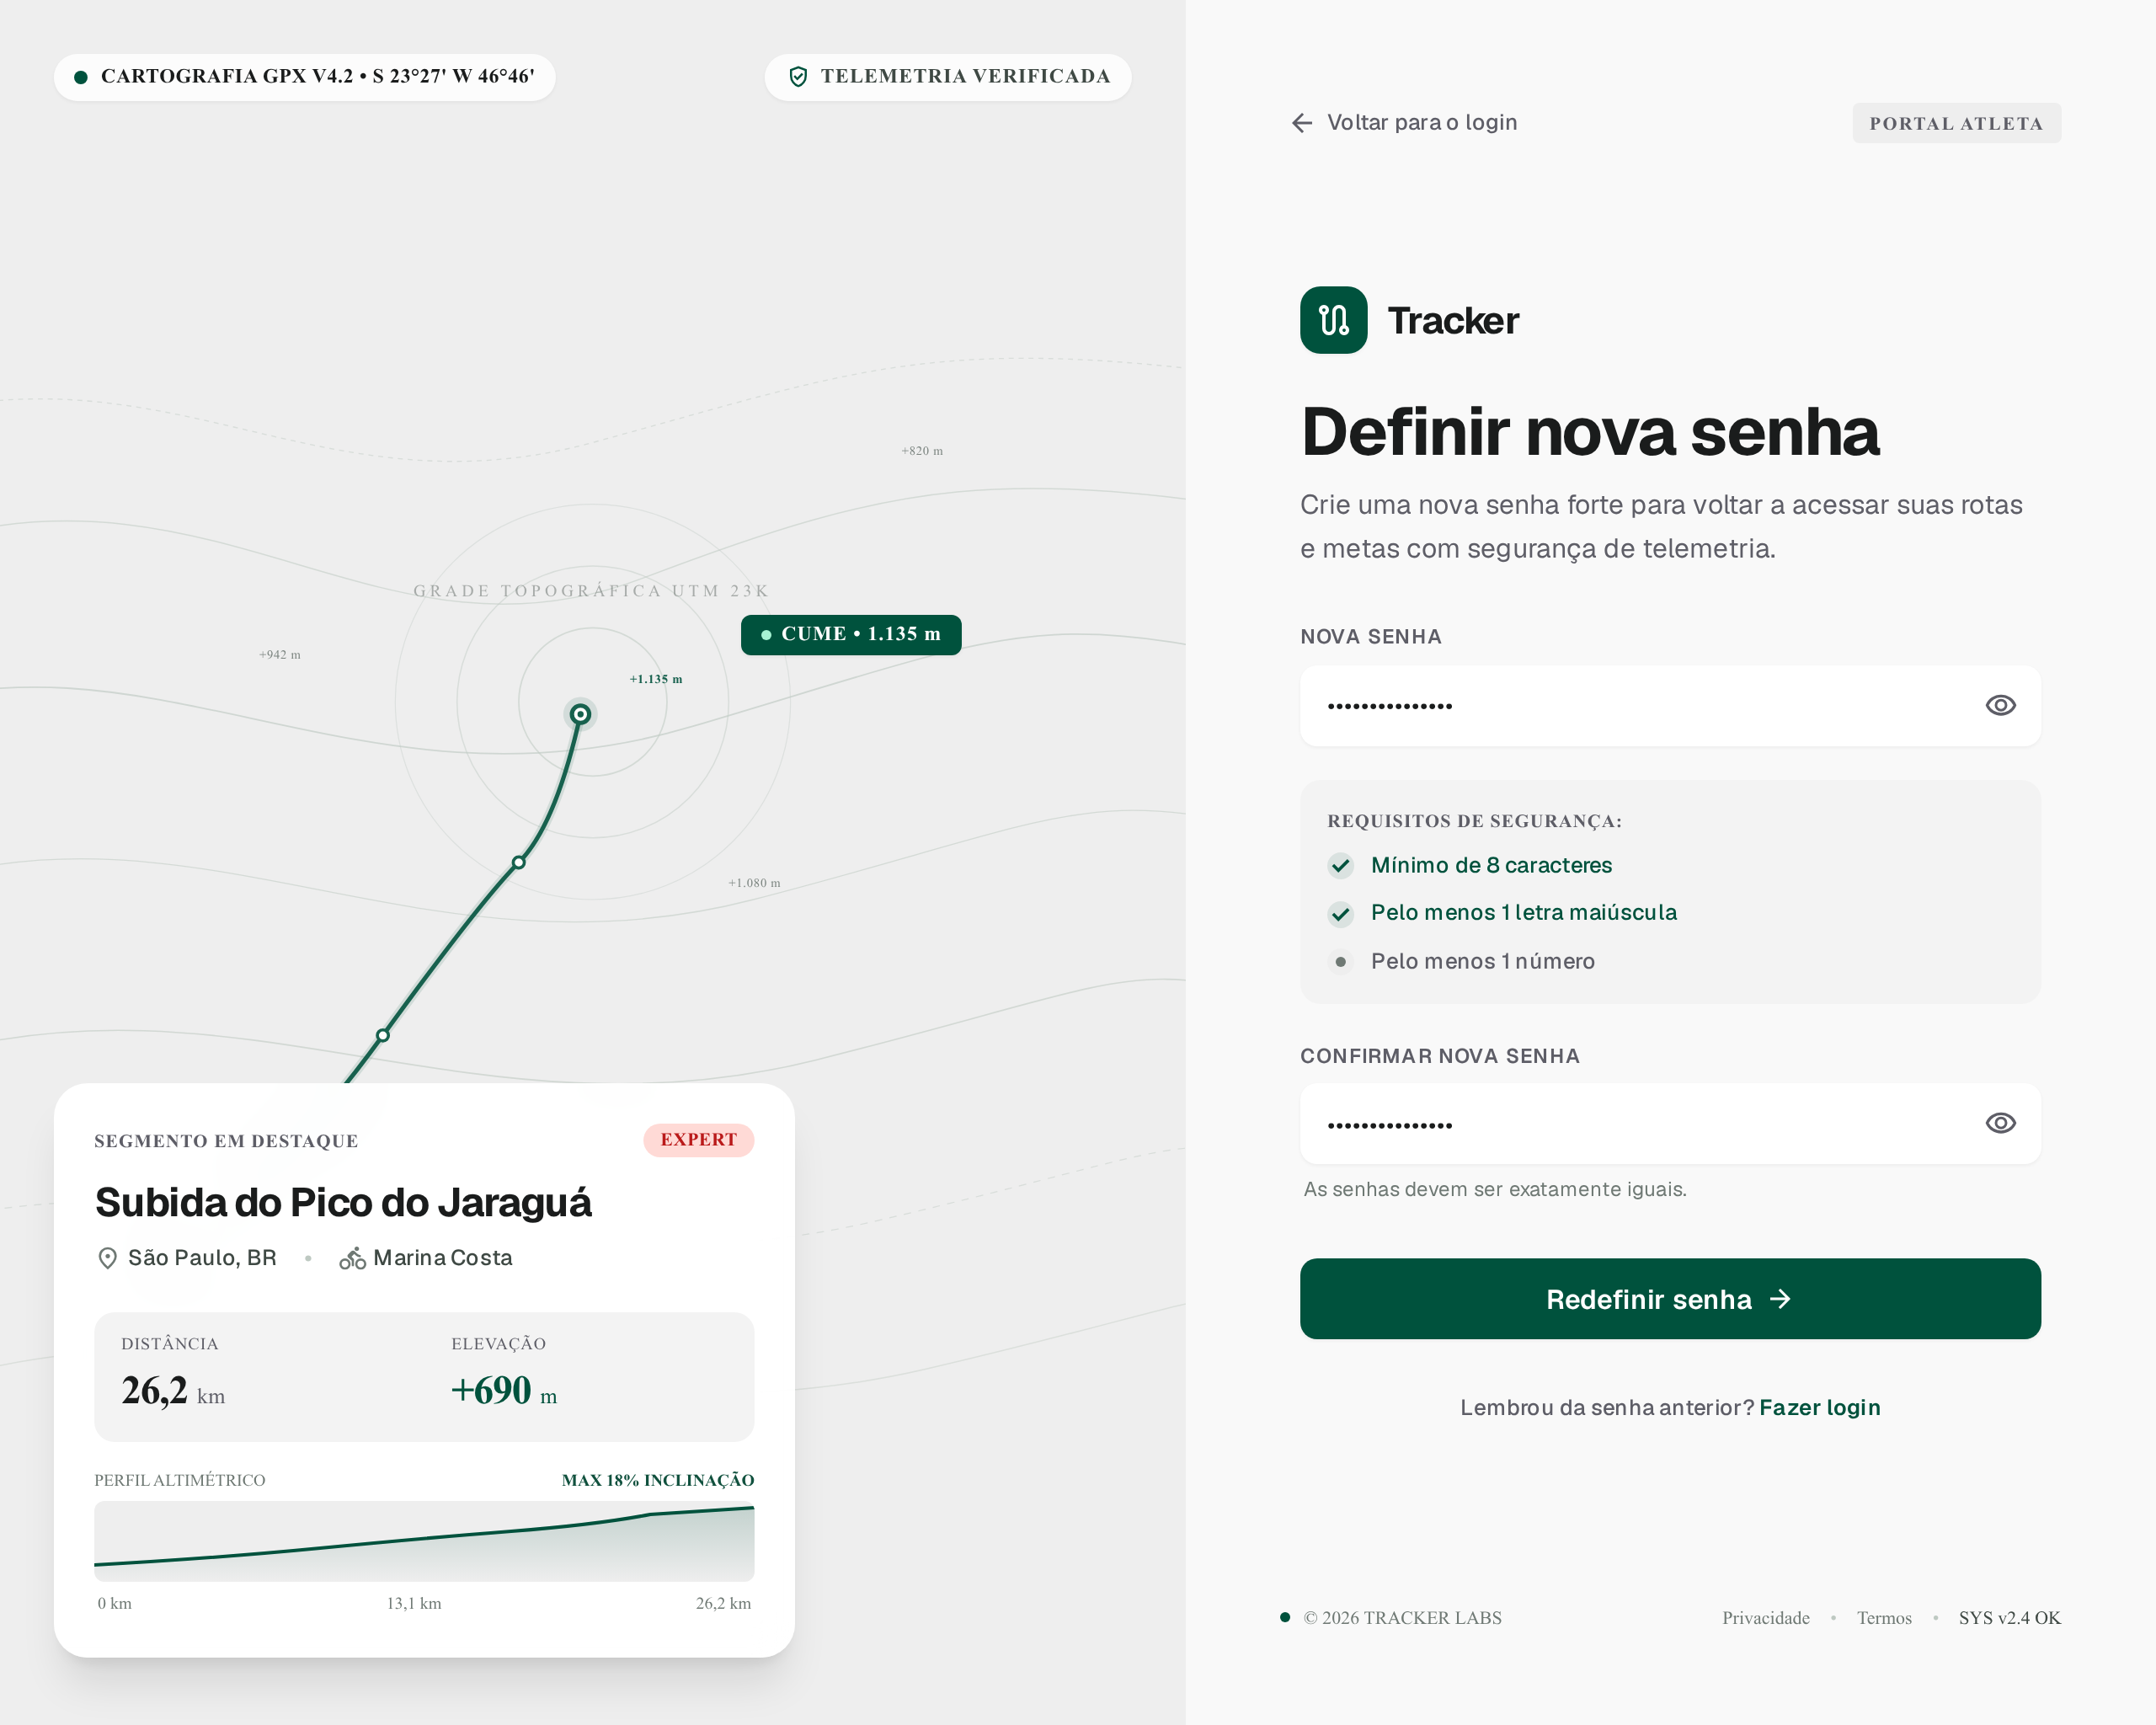 CARTOGRAFIA GPX V4.2 • S 23°27' W 46°46'
TELEMETRIA VERIFICADA
+820 m
GRADE TOPOGRÁFICA UTM 23K
CUME • 1.135 m
+942 m
+1.135 m
+1.080 m
SEGMENTO EM DESTAQUE
EXPERT
Subida do Pico do Jaraguá
São Paulo, BR • Marina Costa
DISTÂNCIA
26,2 km
ELEVAÇÃO
+690 m
PERFIL ALTIMÉTRICO
MAX 18% INCLINAÇÃO
0 km
13,1 km
26,2 km
Voltar para o login
PORTAL ATLETA
Tracker
Definir nova senha
Crie uma nova senha forte para voltar a acessar suas rotas
e metas com segurança de telemetria.
NOVA SENHA
•••••••••••••••
REQUISITOS DE SEGURANÇA:
Mínimo de 8 caracteres
Pelo menos 1 letra maiúscula
Pelo menos 1 número
CONFIRMAR NOVA SENHA
•••••••••••••••
As senhas devem ser exatamente iguais.
Redefinir senha →
Lembrou da senha anterior? Fazer login
© 2026 TRACKER LABS
Privacidade • Termos • SYS v2.4 OK